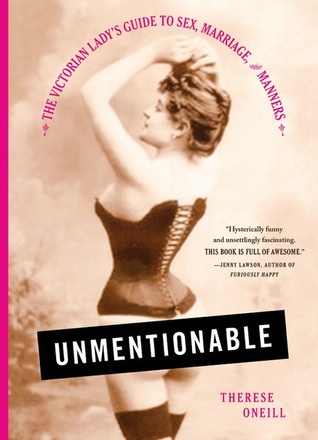 THE VICTORIAN LADY'S GUIDE TO SEX, MARRIAGE, and MANNERS
"Hysterically funny
and unsettlingly fascinating.
THIS BOOK IS FULL OF AWESOME."
—JENNY LAWSON, AUTHOR OF
FURIOUSLY HAPPY
UNMENTIONABLE
THERESE
ONEILL